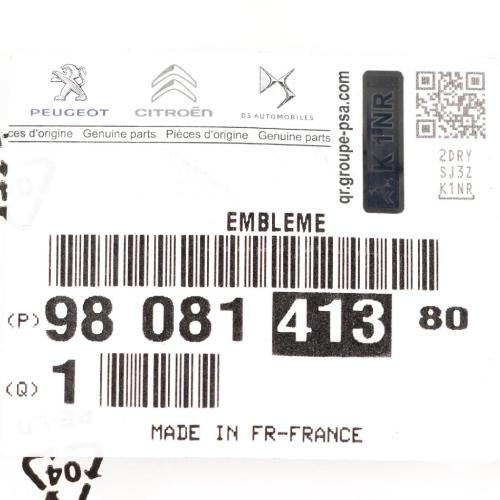 PEUGEOT CITROËN DS AUTOMOBILES
ces d'origine Genuine parts Pièces d'origine Genuine parts
qr.groupe-psa.com
K1NR
2DRY
SJ3Z
K1NR
EMBLEME
(P) 98 081 413 80
(Q) 1
MADE IN FR-FRANCE
04